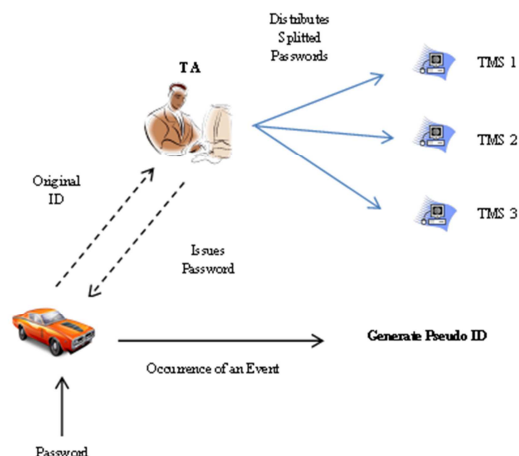 Distributes
Splitted
Passwords
TA
TMS 1
TMS 2
TMS 3
Original
ID
Issues
Password
Generate Pseudo ID
Occurrence of an Event
Password